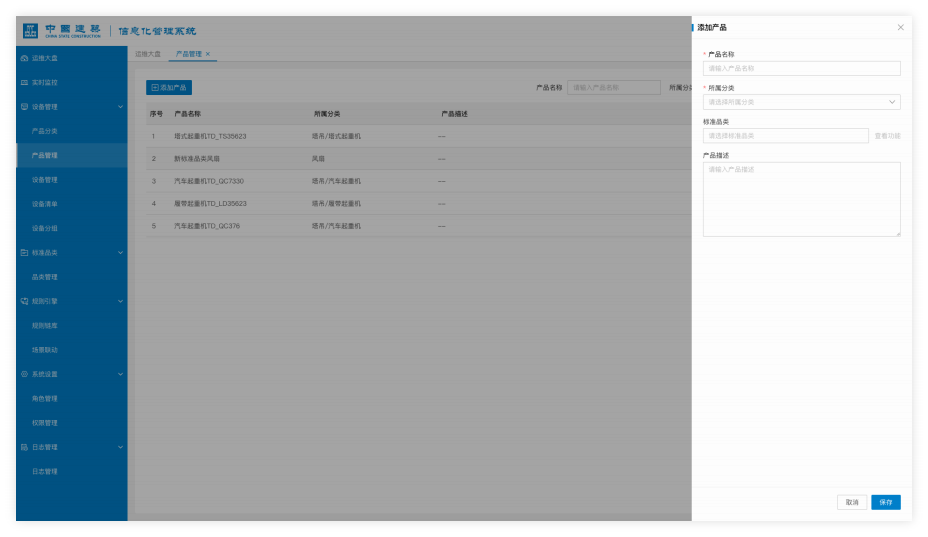 中国建筑 信息化管理系统
CHINA STATE CONSTRUCTION
运维大盘
实时监控
设备管理
产品分类
产品管理
设备管理
设备清单
设备分组
标准品类
品类管理
规则引擎
规则链库
场景联动
系统设置
角色管理
权限管理
日志管理
日志管理
运维大盘 产品管理 ×
添加产品 产品名称 请输入产品名称 所属分
序号 产品名称 所属分类 产品描述
1 塔式起重机TD_TS35623 塔吊/塔式起重机 --
2 新标准品类风扇 风扇 --
3 汽车起重机TD_QC7330 塔吊/汽车起重机 --
4 履带起重机TD_LD35623 塔吊/履带起重机 --
5 汽车起重机TD_QC376 塔吊/汽车起重机 --
添加产品
* 产品名称
请输入产品名称
* 所属分类
请选择所属分类
标准品类
请选择标准品类 查看功能
产品描述
请输入产品描述
取消 保存